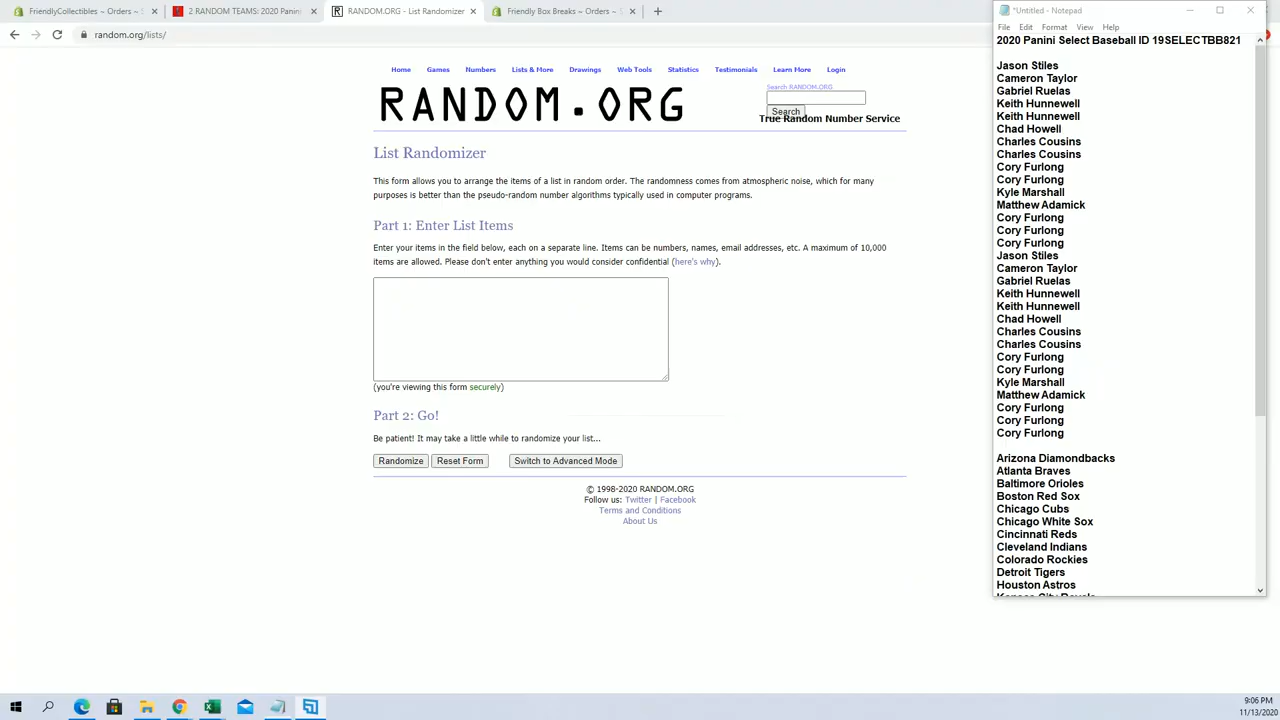 FriendlyCollectibles ~ Orders ~ S
2 RANDOM TEAMS: 2020 Panini
RANDOM.ORG - List Randomizer
Friendly Box Breaks ~ Orders ~ S
random.org/lists/
Home Games Numbers Lists & More Drawings Web Tools Statistics Testimonials Learn More Login
RANDOM.ORG
Search RANDOM.ORG
Search
True Random Number Service
List Randomizer
This form allows you to arrange the items of a list in random order. The randomness comes from atmospheric noise, which for many
purposes is better than the pseudo-random number algorithms typically used in computer programs.
Part 1: Enter List Items
Enter your items in the field below, each on a separate line. Items can be numbers, names, email addresses, etc. A maximum of 10,000
items are allowed. Please don't enter anything you would consider confidential (here's why).
(you're viewing this form securely)
Part 2: Go!
Be patient! It may take a little while to randomize your list...
Randomize Reset Form Switch to Advanced Mode
© 1998-2020 RANDOM.ORG
Follow us: Twitter | Facebook
Terms and Conditions
About Us
*Untitled - Notepad
File Edit Format View Help
2020 Panini Select Baseball ID 19SELECTBB821
Jason Stiles
Cameron Taylor
Gabriel Ruelas
Keith Hunnewell
Keith Hunnewell
Chad Howell
Charles Cousins
Charles Cousins
Cory Furlong
Cory Furlong
Kyle Marshall
Matthew Adamick
Cory Furlong
Cory Furlong
Cory Furlong
Jason Stiles
Cameron Taylor
Gabriel Ruelas
Keith Hunnewell
Keith Hunnewell
Chad Howell
Charles Cousins
Charles Cousins
Cory Furlong
Cory Furlong
Kyle Marshall
Matthew Adamick
Cory Furlong
Cory Furlong
Cory Furlong
Arizona Diamondbacks
Atlanta Braves
Baltimore Orioles
Boston Red Sox
Chicago Cubs
Chicago White Sox
Cincinnati Reds
Cleveland Indians
Colorado Rockies
Detroit Tigers
Houston Astros
Kansas City Royals
9:06 PM
11/13/2020